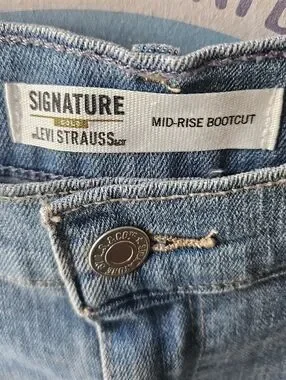 SIGNATURE
GOLD
BY LEVI STRAUSS &CO.
MID-RISE BOOTCUT